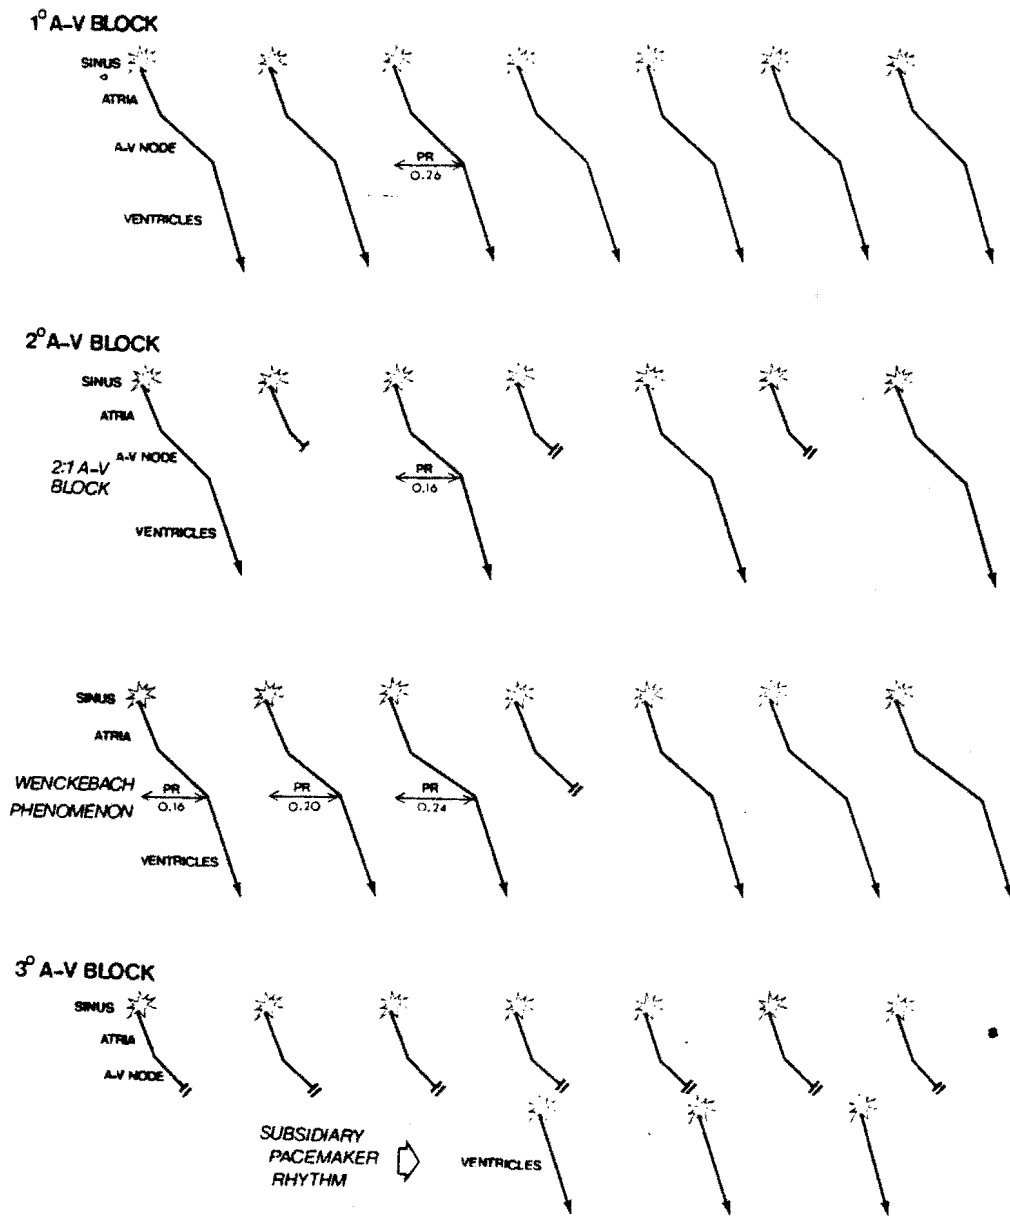 1° A-V BLOCK
SINUS
ATRIA
A-V NODE
PR
0.26
VENTRICLES
2° A-V BLOCK
SINUS
ATRIA
A-V NODE
2:1 A-V
BLOCK
PR
0.16
VENTRICLES
SINUS
ATRIA
WENCKEBACH
PHENOMENON
PR
0.16
PR
0.20
PR
0.24
VENTRICLES
3° A-V BLOCK
SINUS
ATRIA
A-V NODE
SUBSIDIARY
PACEMAKER
RHYTHM
VENTRICLES